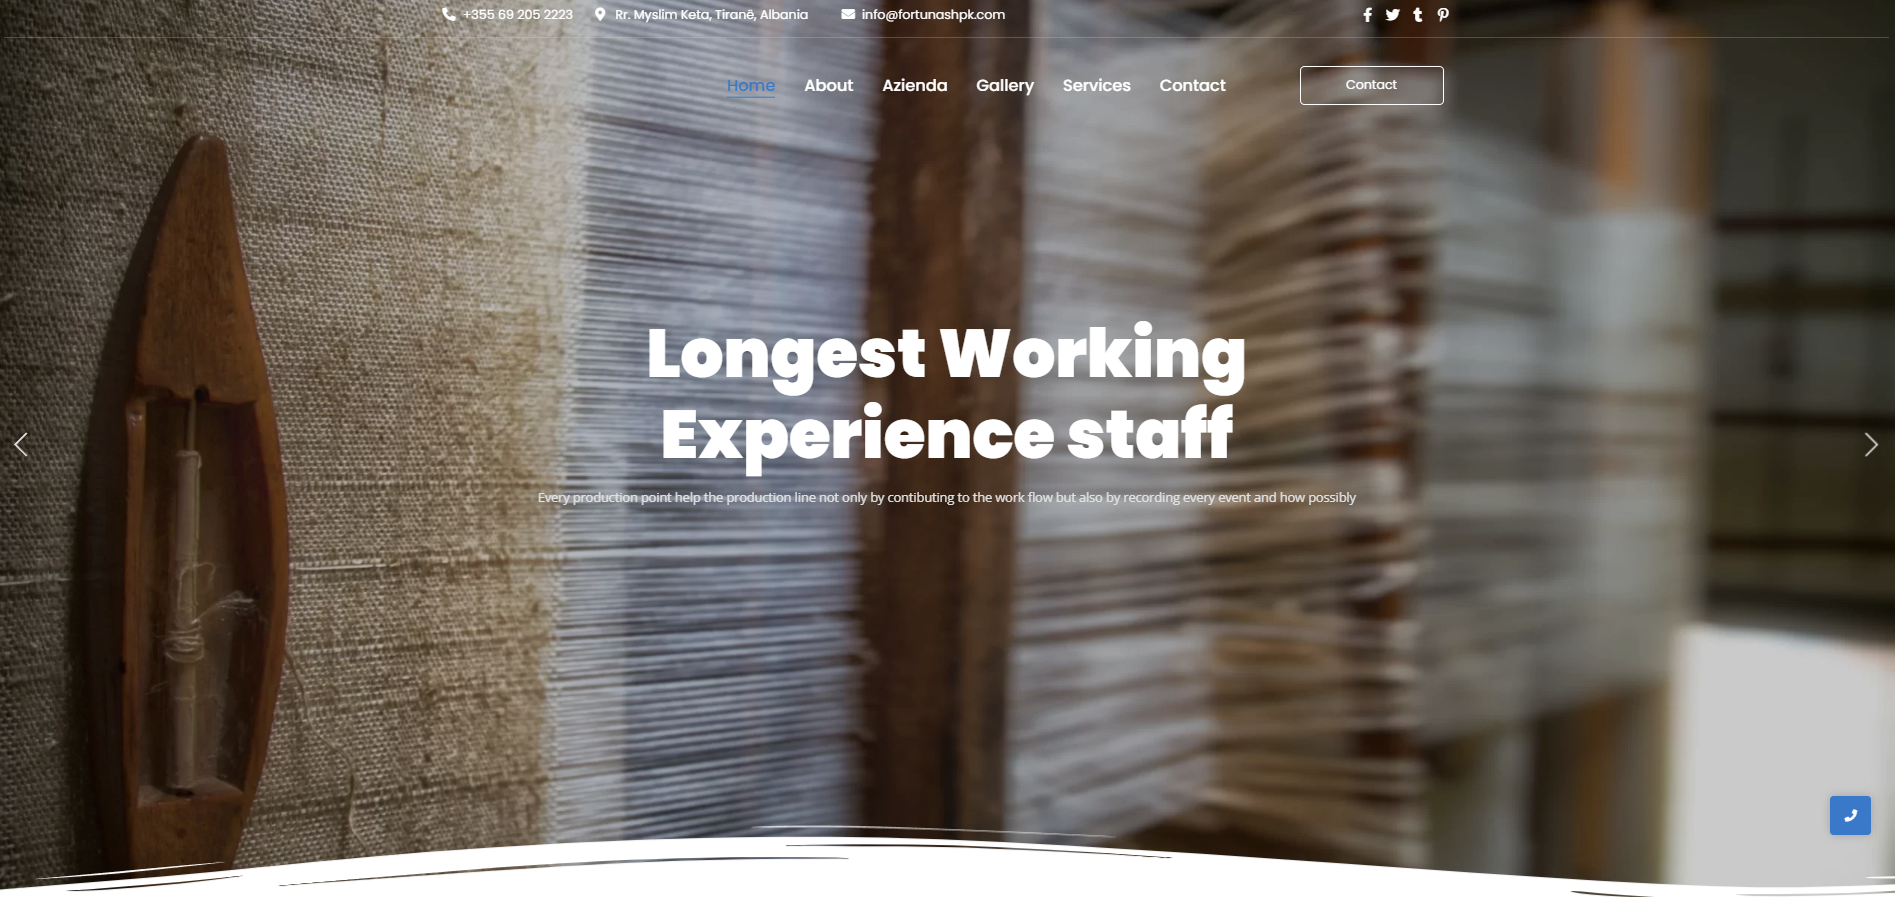 +355 69 205 2223 Rr. Myslim Keta, Tiranë, Albania info@fortunashpk.com
Home About Azienda Gallery Services Contact Contact
Longest Working
Experience staff
Every production point help the production line not only by contibuting to the work flow but also by recording every event and how possibly